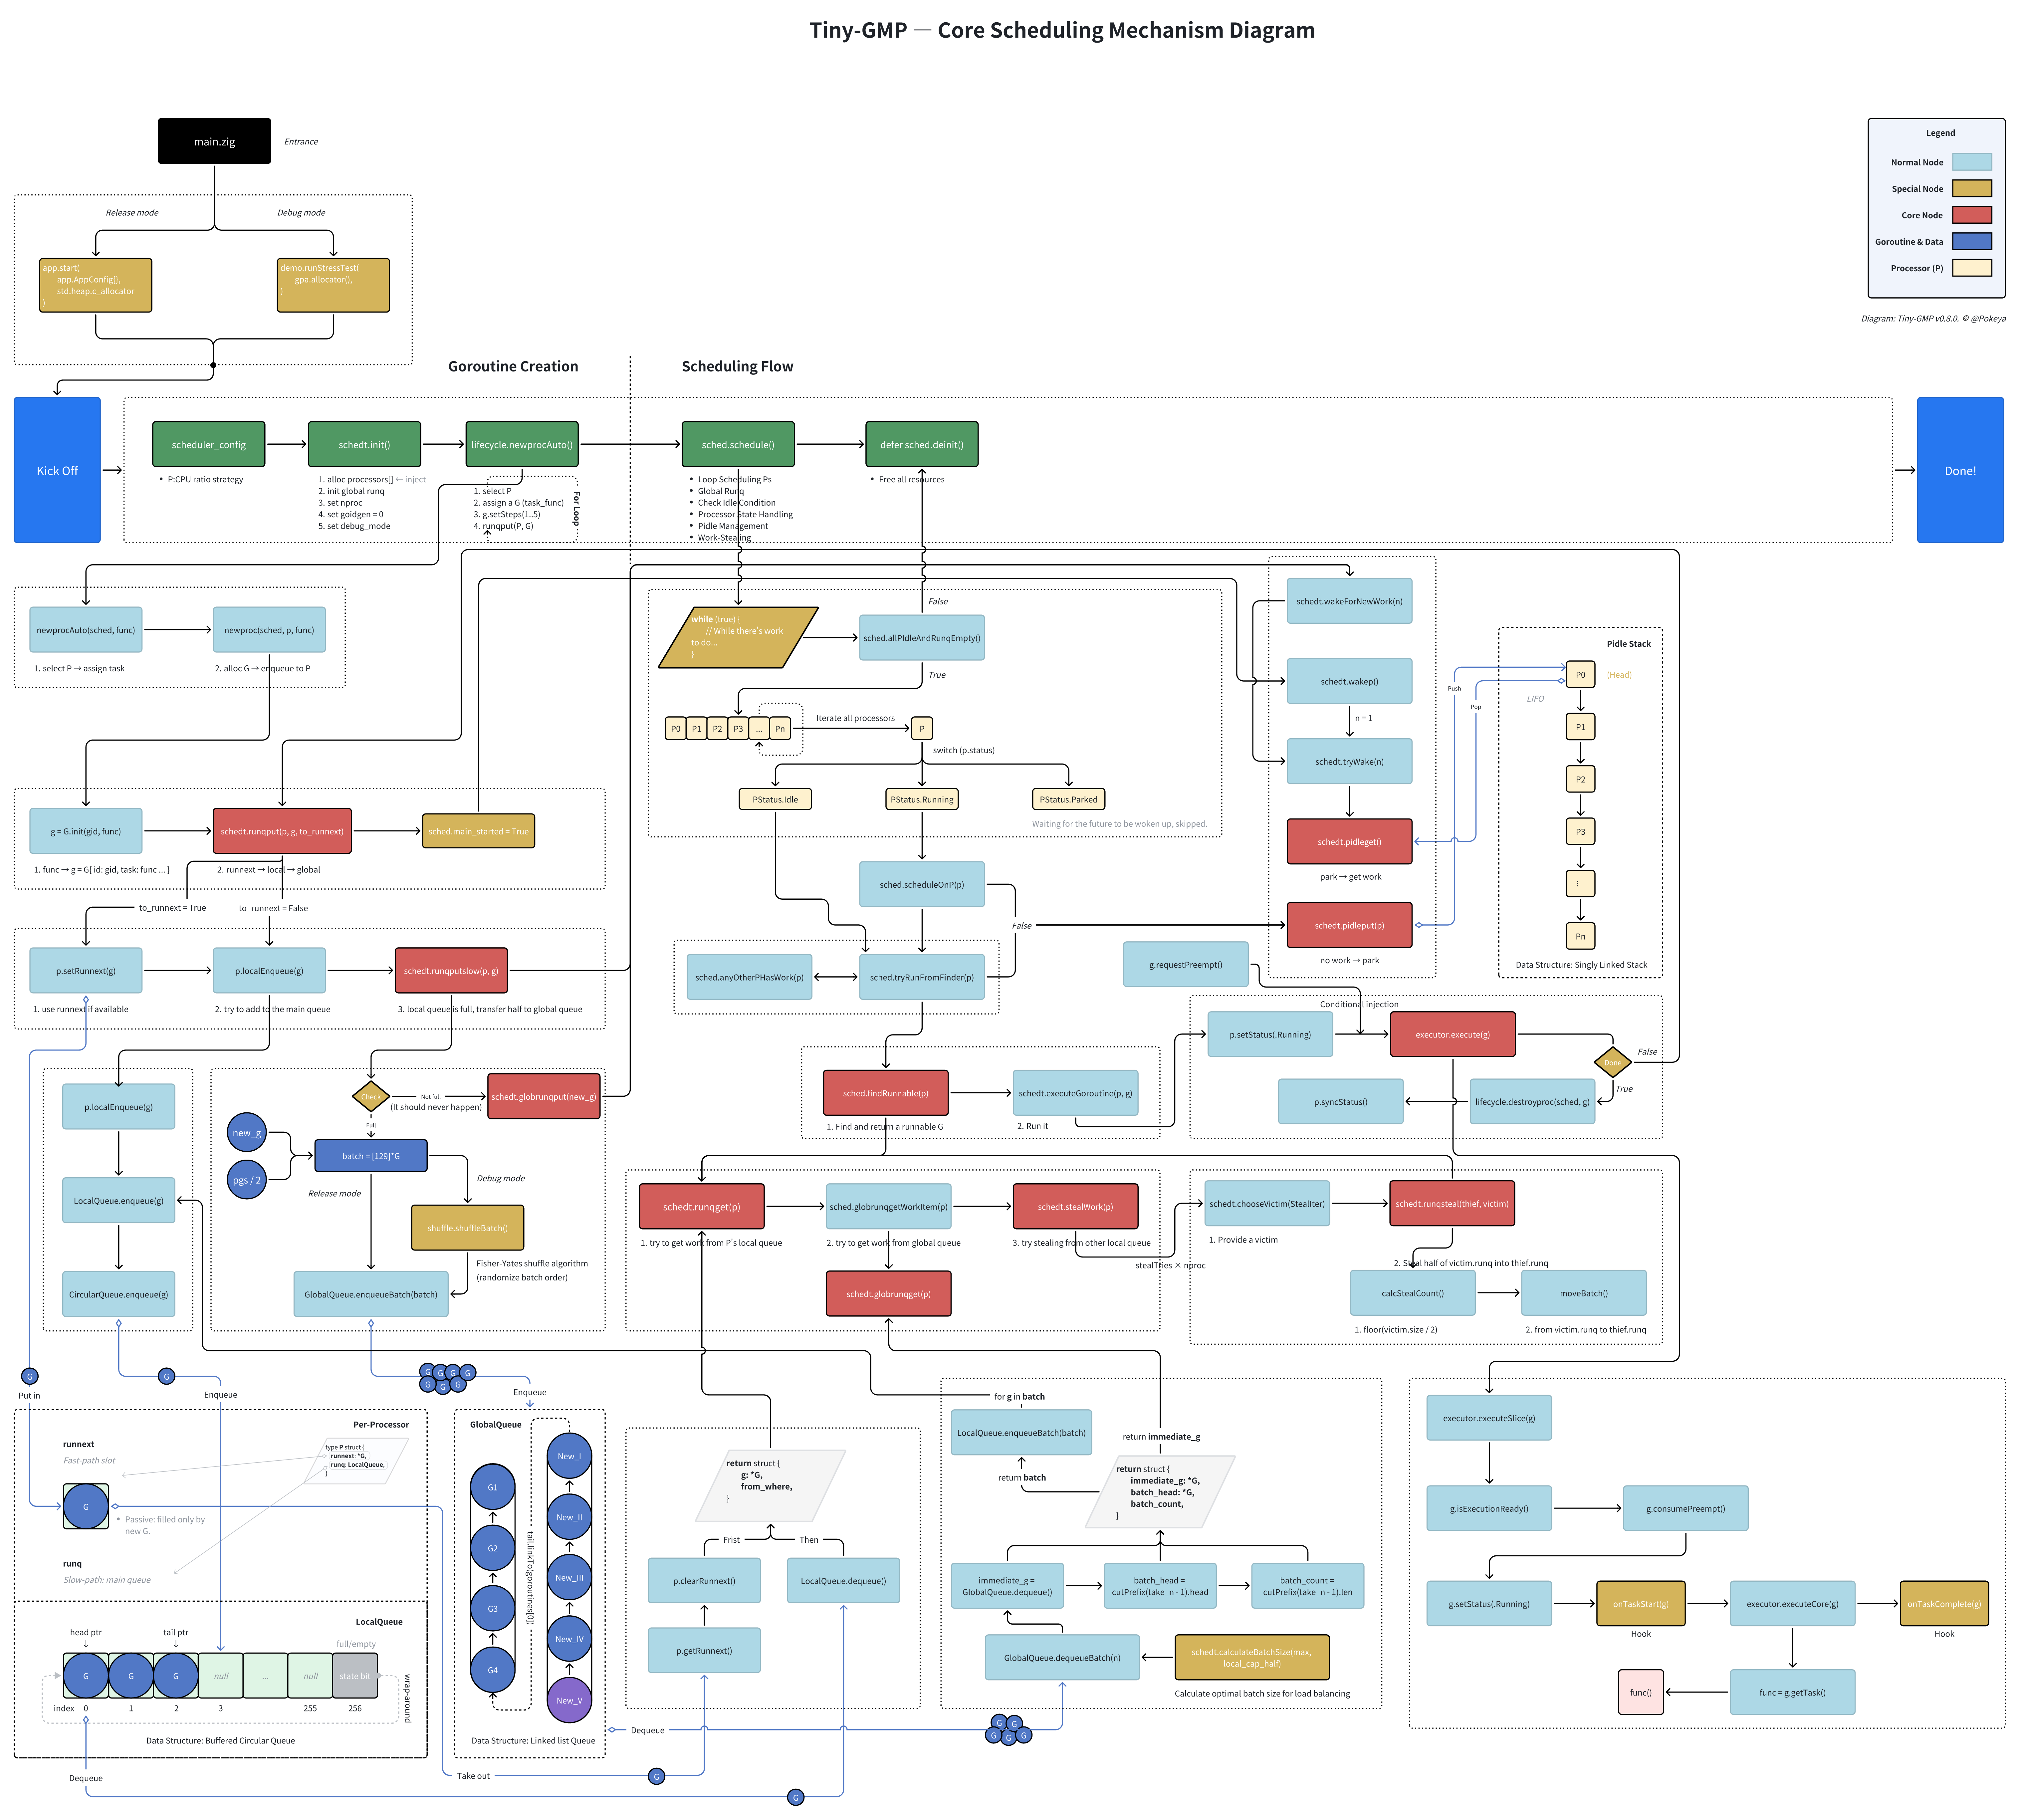 Tiny-GMP — Core Scheduling Mechanism Diagram
main.zig
Entrance
Release mode
Debug mode
app.start(
app.AppConfig{},
std.heap.c_allocator
)
demo.runStressTest(
gpa.allocator(),
)
Legend
Normal Node
Special Node
Core Node
Goroutine & Data
Processor (P)
Diagram: Tiny-GMP v0.8.0. © @Pokeya
Goroutine Creation
Scheduling Flow
Kick Off
scheduler_config
• P:CPU ratio strategy
schedt.init()
1. alloc processors[] ← inject
2. init global runq
3. set nproc
4. set goidgen = 0
5. set debug_mode
lifecycle.newprocAuto()
1. select P
2. assign a G (task_func)
3. g.setSteps(1..5)
4. runqput(P, G)
For Loop
sched.schedule()
• Loop Scheduling Ps
• Global Runq
• Check Idle Condition
• Processor State Handling
• Pidle Management
• Work-Stealing
defer sched.deinit()
• Free all resources
Done!
newprocAuto(sched, func)
1. select P → assign task
newproc(sched, p, func)
2. alloc G → enqueue to P
g = G.init(gid, func)
1. func → g = G{ id: gid, task: func ... }
schedt.runqput(p, g, to_runnext)
2. runnext → local → global
sched.main_started = True
to_runnext = True
to_runnext = False
p.setRunnext(g)
1. use runnext if available
p.localEnqueue(g)
2. try to add to the main queue
schedt.runqputslow(p, g)
3. local queue is full, transfer half to global queue
while (true) {
// While there's work
to do...
}
sched.allPIdleAndRunqEmpty()
False
True
P0
P1
P2
P3
...
Pn
Iterate all processors
P
switch (p.status)
PStatus.Idle
PStatus.Running
PStatus.Parked
Waiting for the future to be woken up, skipped.
sched.scheduleOnP(p)
False
sched.anyOtherPHasWork(p)
sched.tryRunFromFinder(p)
schedt.wakeForNewWork(n)
schedt.wakep()
n = 1
schedt.tryWake(n)
schedt.pidleget()
park → get work
schedt.pidleput(p)
no work → park
Push
Pop
Pidle Stack
P0
(Head)
LIFO
P1
P2
P3
...
Pn
Data Structure: Singly Linked Stack
g.requestPreempt()
Conditional injection
p.setStatus(.Running)
executor.execute(g)
Done
False
True
p.syncStatus()
lifecycle.destroyproc(sched, g)
sched.findRunnable(p)
1. Find and return a runnable G
schedt.executeGoroutine(p, g)
2. Run it
p.localEnqueue(g)
LocalQueue.enqueue(g)
CircularQueue.enqueue(g)
Check
Not full
(It should never happen)
schedt.globrunqput(new_g)
Full
new_g
pgs / 2
batch = [129]*G
Release mode
Debug mode
shuffle.shuffleBatch()
Fisher-Yates shuffle algorithm
(randomize batch order)
GlobalQueue.enqueueBatch(batch)
schedt.runqget(p)
1. try to get work from P's local queue
sched.globrunqgetWorkItem(p)
2. try to get work from global queue
schedt.stealWork(p)
3. try stealing from other local queue
schedt.globrunqget(p)
stealTries × nproc
schedt.chooseVictim(StealIter)
1. Provide a victim
schedt.runqsteal(thief, victim)
2. Steal half of victim.runq into thief.runq
calcStealCount()
1. floor(victim.size / 2)
moveBatch()
2. from victim.runq to thief.runq
G
Put in
G
Enqueue
G
G
G
G
G
G
G
Enqueue
Per-Processor
runnext
Fast-path slot
type P struct {
runnext: *G,
runq: LocalQueue,
}
G
• Passive: filled only by
new G.
runq
Slow-path: main queue
LocalQueue
head ptr
↓
tail ptr
↓
full/empty
G
G
G
null
...
null
state bit
index
0
1
2
3
255
256
wrap-around
Data Structure: Buffered Circular Queue
Dequeue
GlobalQueue
G1
G2
G3
G4
tail.linkTo(goroutines[0])
New_I
New_II
New_III
New_IV
New_V
Data Structure: Linked list Queue
Dequeue
Take out
G
G
return struct {
g: *G,
from_where,
}
Frist
Then
p.clearRunnext()
LocalQueue.dequeue()
p.getRunnext()
for g in batch
LocalQueue.enqueueBatch(batch)
return batch
return immediate_g
return struct {
immediate_g: *G,
batch_head: *G,
batch_count,
}
immediate_g =
GlobalQueue.dequeue()
batch_head =
cutPrefix(take_n - 1).head
batch_count =
cutPrefix(take_n - 1).len
GlobalQueue.dequeueBatch(n)
schedt.calculateBatchSize(max,
local_cap_half)
Calculate optimal batch size for load balancing
G
G
G
G
G
executor.executeSlice(g)
g.isExecutionReady()
g.consumePreempt()
g.setStatus(.Running)
onTaskStart(g)
Hook
executor.executeCore(g)
onTaskComplete(g)
Hook
func()
func = g.getTask()